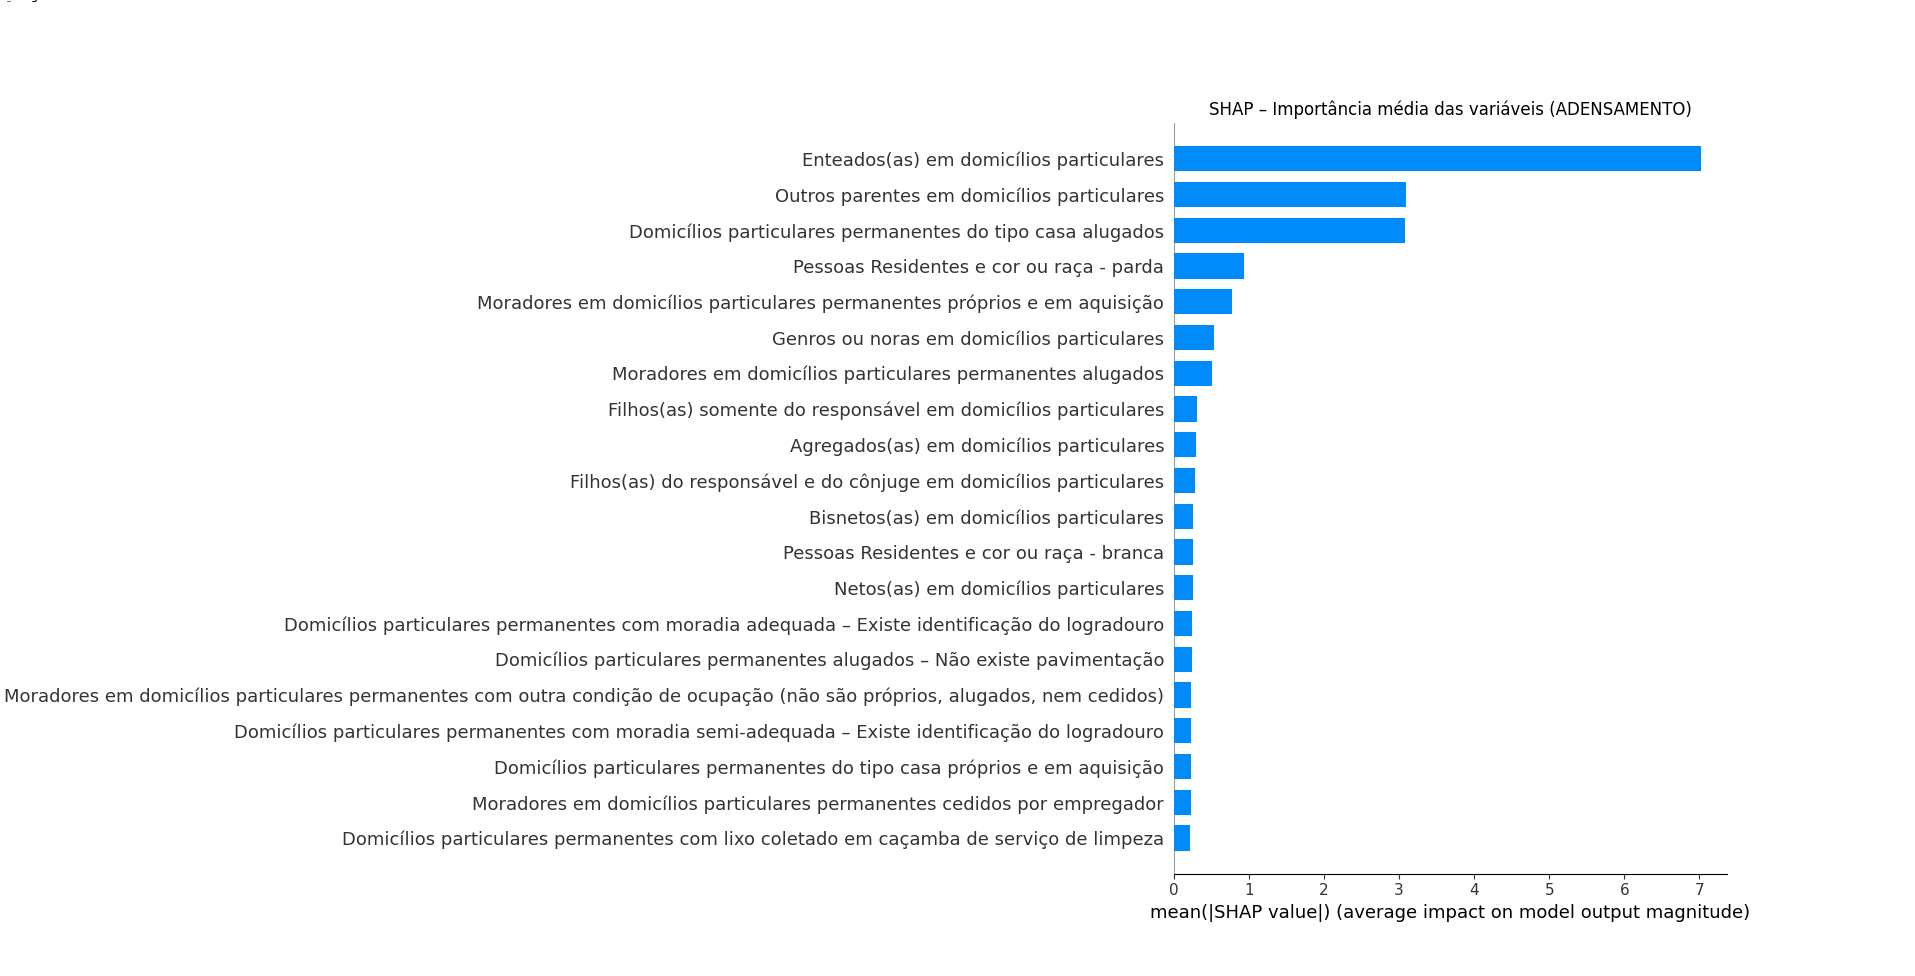 SHAP – Importância média das variáveis (ADENSAMENTO)
Enteados(as) em domicílios particulares
Outros parentes em domicílios particulares
Domicílios particulares permanentes do tipo casa alugados
Pessoas Residentes e cor ou raça - parda
Moradores em domicílios particulares permanentes próprios e em aquisição
Genros ou noras em domicílios particulares
Moradores em domicílios particulares permanentes alugados
Filhos(as) somente do responsável em domicílios particulares
Agregados(as) em domicílios particulares
Filhos(as) do responsável e do cônjuge em domicílios particulares
Bisnetos(as) em domicílios particulares
Pessoas Residentes e cor ou raça - branca
Netos(as) em domicílios particulares
Domicílios particulares permanentes com moradia adequada – Existe identificação do logradouro
Domicílios particulares permanentes alugados – Não existe pavimentação
Moradores em domicílios particulares permanentes com outra condição de ocupação (não são próprios, alugados, nem cedidos)
Domicílios particulares permanentes com moradia semi-adequada – Existe identificação do logradouro
Domicílios particulares permanentes do tipo casa próprios e em aquisição
Moradores em domicílios particulares permanentes cedidos por empregador
Domicílios particulares permanentes com lixo coletado em caçamba de serviço de limpeza
0 1 2 3 4 5 6 7
mean(|SHAP value|) (average impact on model output magnitude)